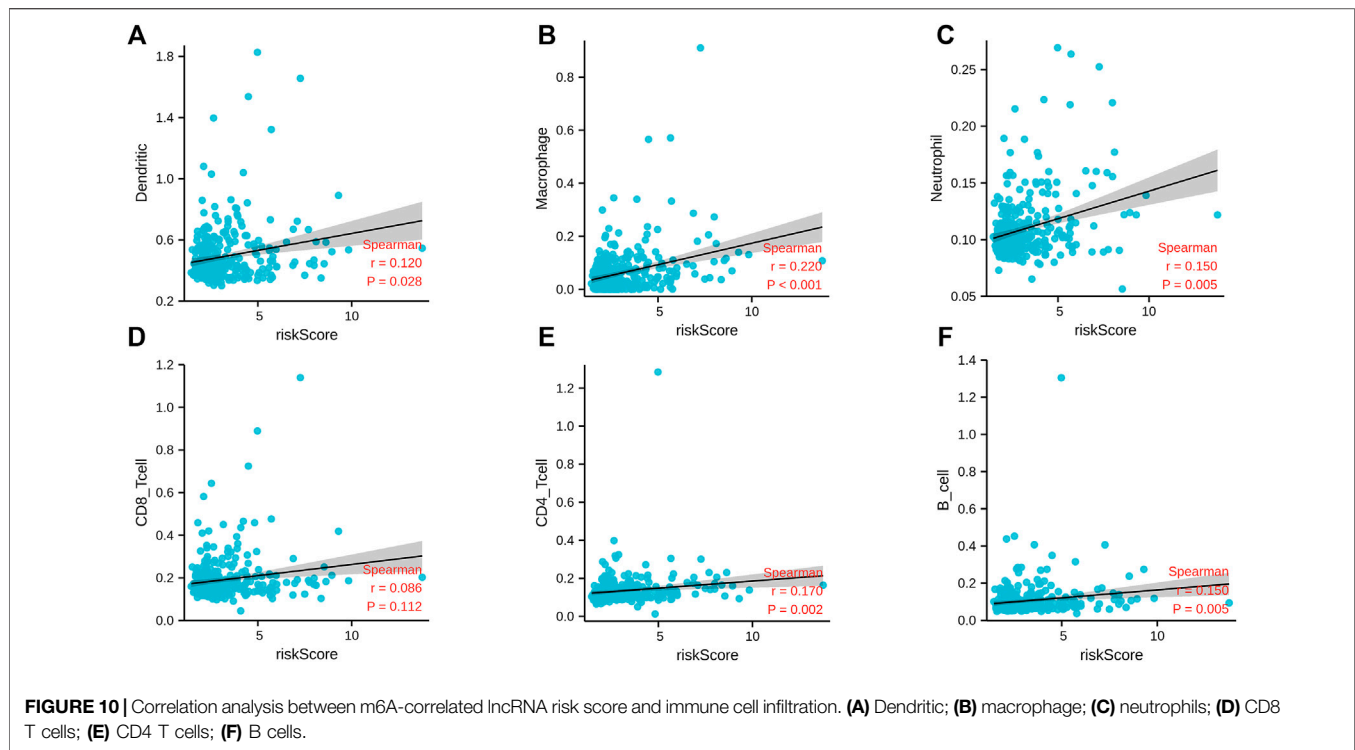 A
1.8
1.4
1.0
0.6
0.2
Dendritic
Spearman
r = 0.120
P = 0.028
5
10
riskScore
B
0.8
0.6
0.4
0.2
0.0
Macrophage
Spearman
r = 0.220
P < 0.001
5
10
riskScore
C
0.25
0.20
0.15
0.10
0.05
Neutrophil
Spearman
r = 0.150
P = 0.005
5
10
riskScore
D
1.2
1.0
0.8
0.6
0.4
0.2
0.0
CD8_Tcell
Spearman
r = 0.086
P = 0.112
5
10
riskScore
E
1.2
1.0
0.8
0.6
0.4
0.2
0.0
CD4_Tcell
Spearman
r = 0.170
P = 0.002
5
10
riskScore
F
1.4
1.2
1.0
0.8
0.6
0.4
0.2
0.0
B_cell
Spearman
r = 0.150
P = 0.005
5
10
riskScore
FIGURE 10 | Correlation analysis between m6A-correlated lncRNA risk score and immune cell infiltration. (A) Dendritic; (B) macrophage; (C) neutrophils; (D) CD8
T cells; (E) CD4 T cells; (F) B cells.